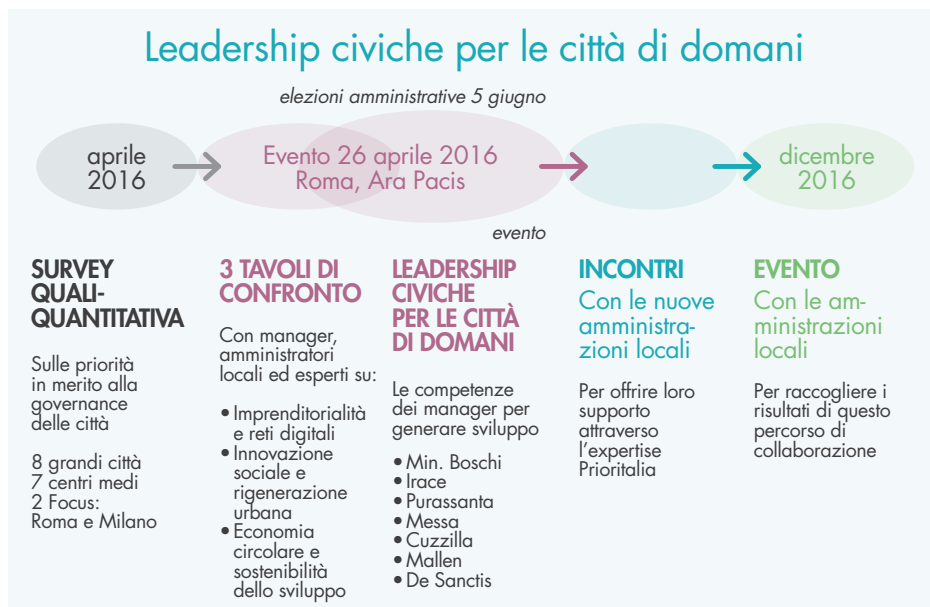 Leadership civiche per le città di domani
elezioni amministrative 5 giugno
aprile
2016
Evento 26 aprile 2016
Roma, Ara Pacis
dicembre
2016
evento
SURVEY
QUALI-
QUANTITATIVA
Sulle priorità
in merito alla
governance
delle città
8 grandi città
7 centri medi
2 Focus:
Roma e Milano
3 TAVOLI DI
CONFRONTO
Con manager,
amministratori
locali ed esperti su:
• Imprenditorialità
e reti digitali
• Innovazione
sociale e
rigenerazione
urbana
• Economia
circolare e
sostenibilità
dello sviluppo
LEADERSHIP
CIVICHE
PER LE CITTÀ
DI DOMANI
Le competenze
dei manager per
generare sviluppo
• Min. Boschi
• Irace
• Purassanta
• Messa
• Cuzzilla
• Mallen
• De Sanctis
INCONTRI
Con le nuove
amministra-
zioni locali
Per offrire loro
supporto
attraverso
l'expertise
Prioritalia
EVENTO
Con le am-
ministrazioni
locali
Per raccogliere i
risultati di questo
percorso di
collaborazione